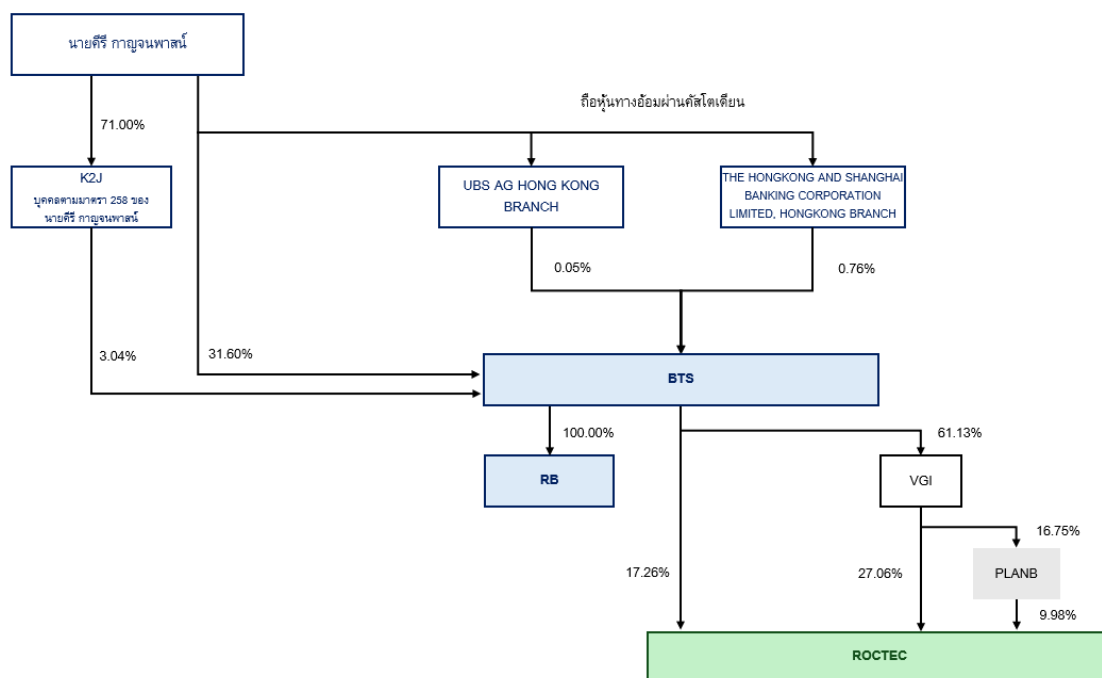 นายคีรี กาญจนพาสน์
ถือหุ้นทางอ้อมผ่านคัสโตเดียน
71.00%
K2J
บุคคลตามมาตรา 258 ของ
นายคีรี กาญจนพาสน์
UBS AG HONG KONG
BRANCH
THE HONGKONG AND SHANGHAI
BANKING CORPORATION
LIMITED, HONGKONG BRANCH
0.05%
0.76%
3.04%
31.60%
BTS
100.00%
61.13%
RB
VGI
16.75%
17.26%
27.06%
PLANB
9.98%
ROCTEC